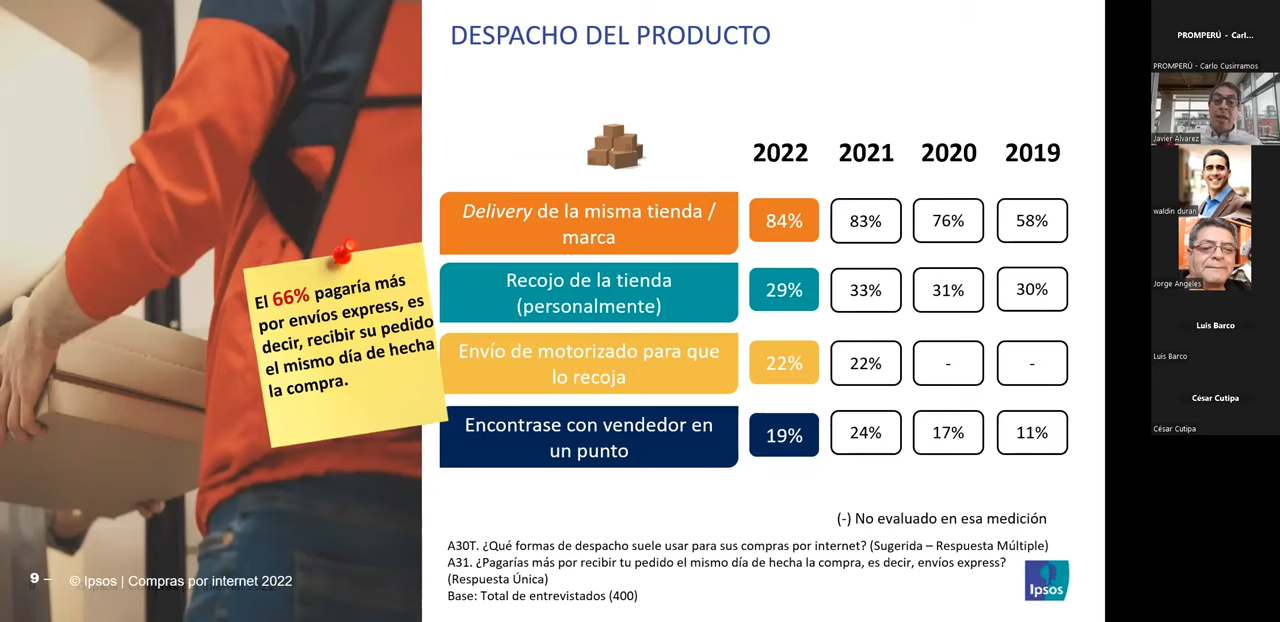 DESPACHO DEL PRODUCTO
2022 2021 2020 2019
Delivery de la misma tienda /
marca
84% 83% 76% 58%
Recojo de la tienda
(personalmente)
29% 33% 31% 30%
Envío de motorizado para que
lo recoja
22% 22% - -
Encontrase con vendedor en
un punto
19% 24% 17% 11%
El 66% pagaría más
por envíos express, es
decir, recibir su pedido
el mismo día de hecha
la compra.
(-) No evaluado en esa medición
A30T. ¿Qué formas de despacho suele usar para sus compras por internet? (Sugerida – Respuesta Múltiple)
A31. ¿Pagarías más por recibir tu pedido el mismo día de hecha la compra, es decir, envíos express?
(Respuesta Única)
Base: Total de entrevistados (400)
Ipsos
9 –
© Ipsos | Compras por internet 2022
PROMPERÚ - Carl...
PROMPERÚ - Carlo Cusirramos
Javier Alvarez
waldin duran
Jorge Angeles
Luis Barco
Luis Barco
César Cutipa
César Cutipa